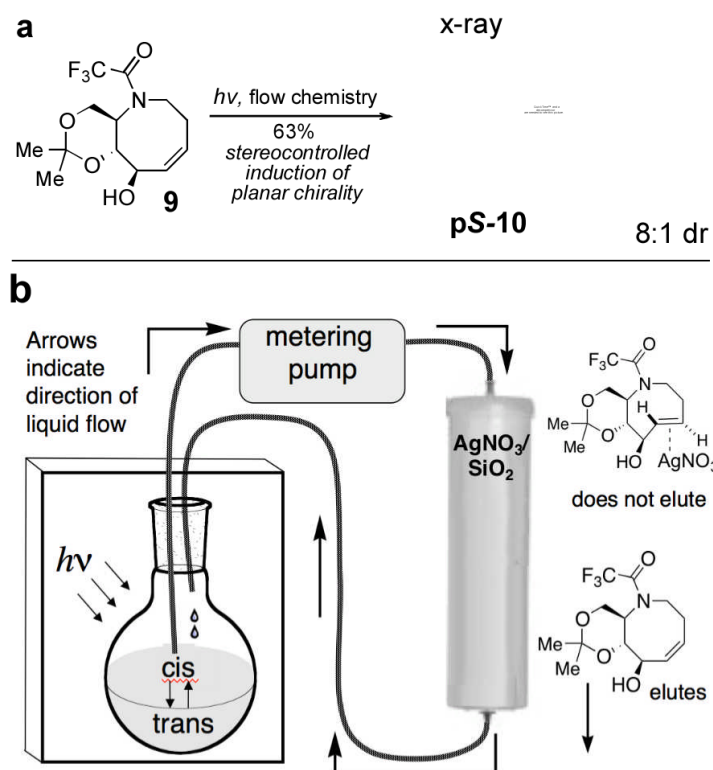 a
x-ray
O
F₃C
N
hν, flow chemistry
O
63%
Me
O
stereocontrolled
Me
induction of
HO
9
planar chirality
pS-10
8:1 dr
b
Arrows
indicate
direction of
liquid flow
metering
pump
AgNO₃/
SiO₂
O
F₃C
N
H
O
Me
O
H
Me
HO
AgNO₃
does not elute
hν
O
F₃C
N
O
Me
O
Me
HO
elutes
cis
trans